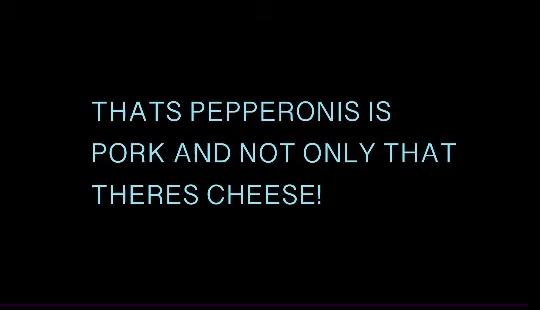 THATS PEPPERONIS IS
PORK AND NOT ONLY THAT
THERES CHEESE!